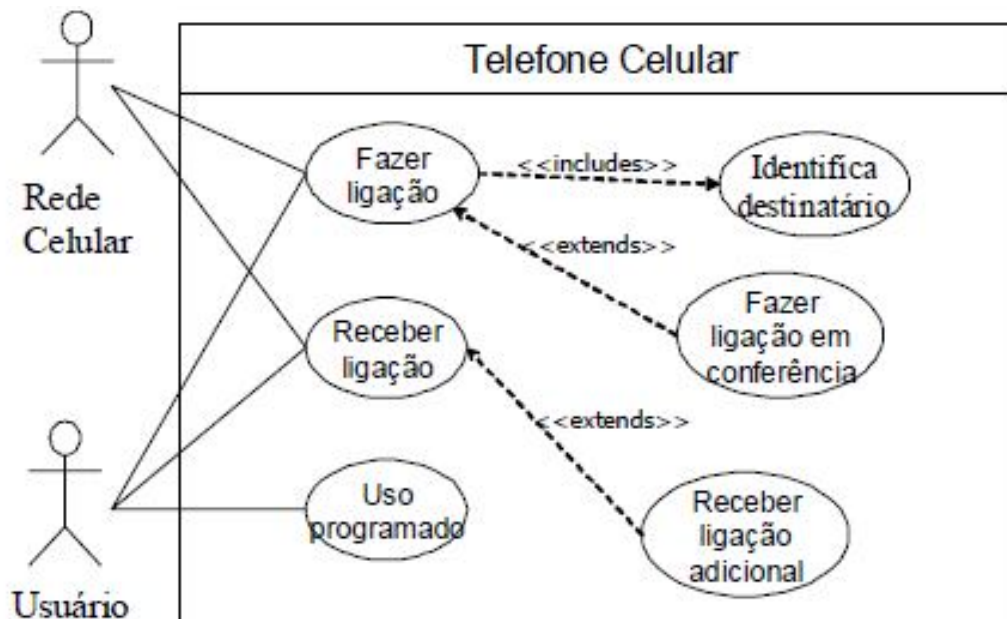 Telefone Celular
Rede
Celular
Fazer
ligação
<<includes>>
Identifica
destinatário
<<extends>>
Fazer
ligação em
conferência
Receber
ligação
<<extends>>
Uso
programado
Receber
ligação
adicional
Usuário